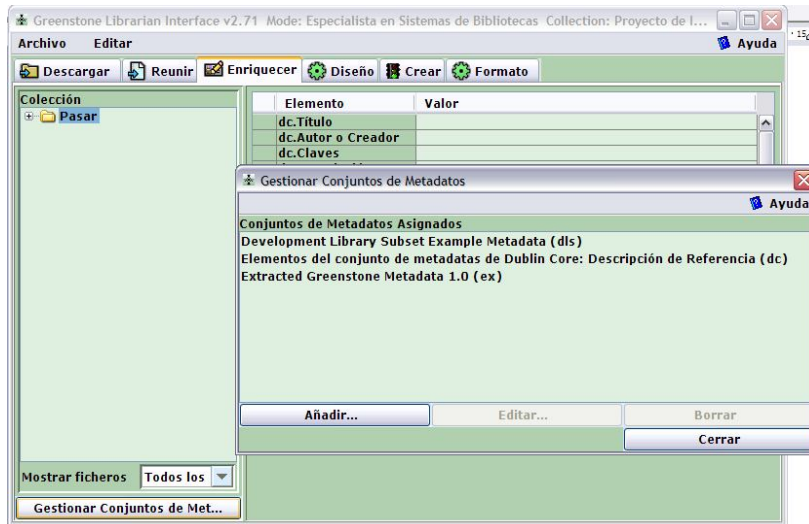 Greenstone Librarian Interface v2.71 Mode: Especialista en Sistemas de Bibliotecas Collection: Proyecto de I...
Archivo Editar Ayuda
Descargar Reunir Enriquecer Diseño Crear Formato
Colección
Pasar
Elemento Valor
dc.Título
dc.Autor o Creador
dc.Claves
Gestionar Conjuntos de Metadatos
Ayuda
Conjuntos de Metadatos Asignados
Development Library Subset Example Metadata (dls)
Elementos del conjunto de metadatas de Dublin Core: Descripción de Referencia (dc)
Extracted Greenstone Metadata 1.0 (ex)
Añadir... Editar... Borrar
Cerrar
Mostrar ficheros Todos los
Gestionar Conjuntos de Met...